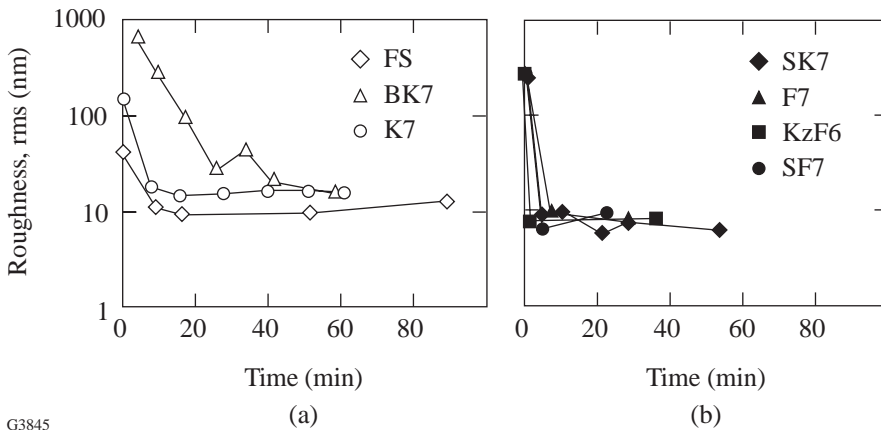 Roughness, rms (nm)
1000
100
10
1
0 20 40 60 80
Time (min)
(a)
FS
BK7
K7
0 20 40 60 80
Time (min)
(b)
SK7
F7
KzF6
SF7
G3845